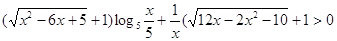 (√(x²−6x+5)+1)log₅ x/5 + 1/x(√(12x−2x²−10)+1>0